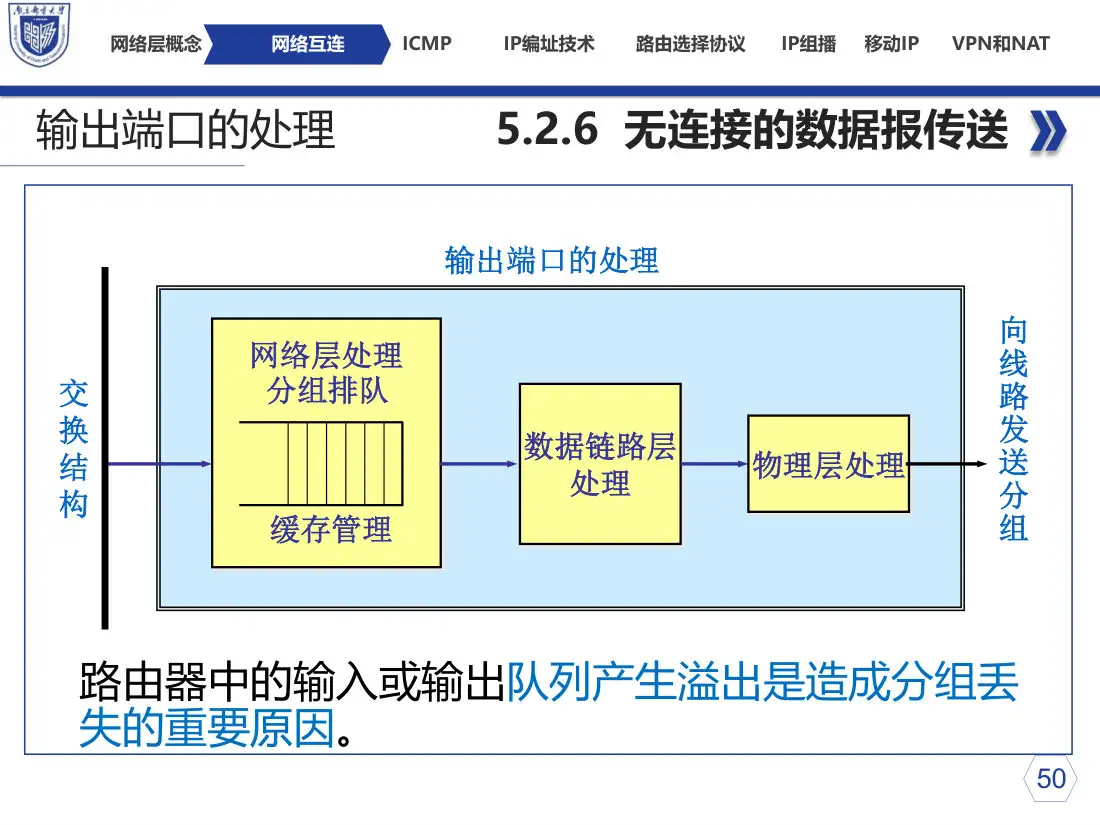 网络层概念 网络互连 ICMP IP编址技术 路由选择协议 IP组播 移动IP VPN和NAT
输出端口的处理 5.2.6 无连接的数据报传送
输出端口的处理
交换结构
网络层处理
分组排队
缓存管理
数据链路层
处理
物理层处理
向线路发送分组
路由器中的输入或输出队列产生溢出是造成分组丢
失的重要原因。
50